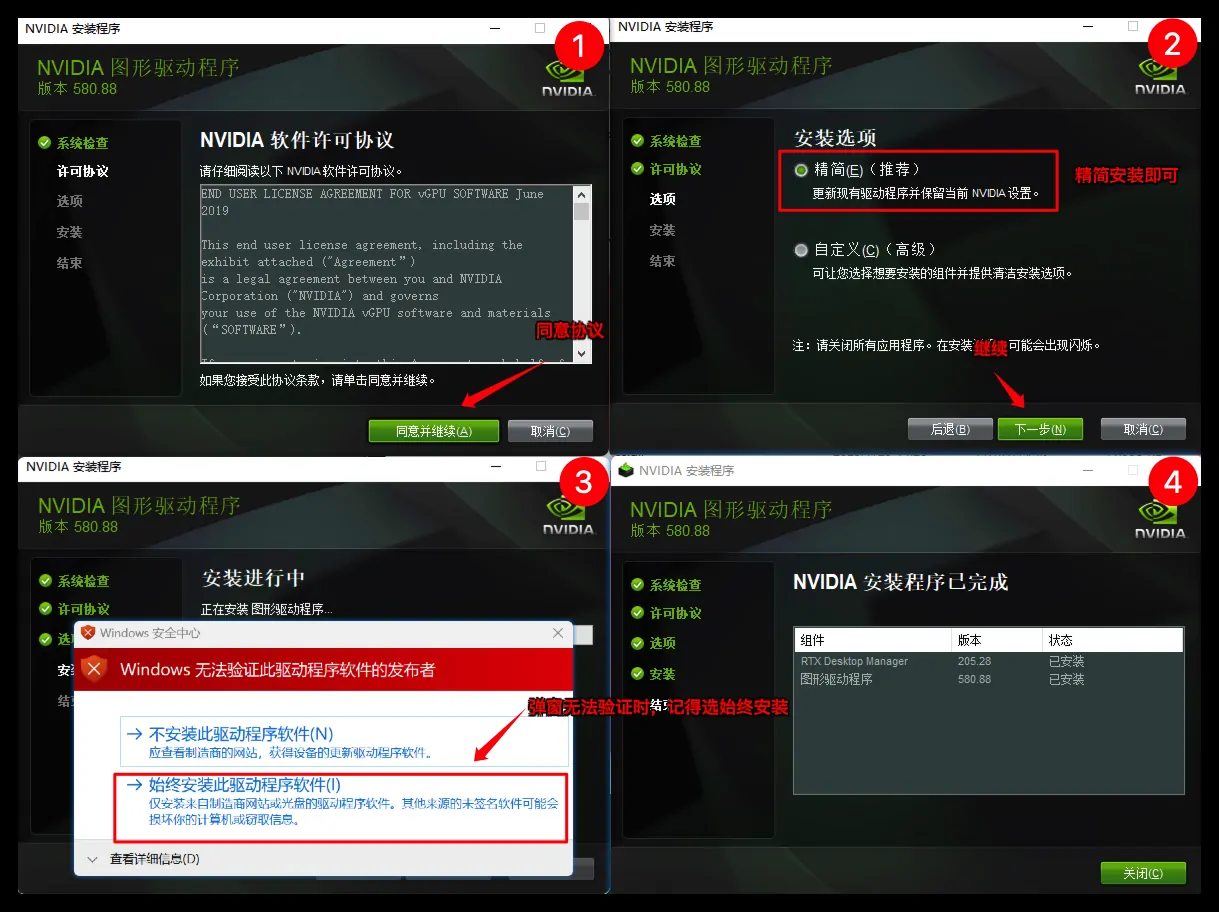 NVIDIA 安装程序
1
NVIDIA 图形驱动程序
版本 580.88
NVIDIA.
系统检查
许可协议
选项
安装
结束
NVIDIA 软件许可协议
请仔细阅读以下 NVIDIA 软件许可协议。
END USER LICENSE AGREEMENT FOR vGPU SOFTWARE June
2019
This end user license agreement, including the
exhibit attached ("Agreement")
is a legal agreement between you and NVIDIA
Corporation ("NVIDIA") and governs
your use of the NVIDIA vGPU software and materials
("SOFTWARE").
同意协议
如果您接受此协议条款，请单击同意并继续。
同意并继续(A)
取消(C)
NVIDIA 安装程序
2
NVIDIA 图形驱动程序
版本 580.88
NVIDIA.
系统检查
许可协议
选项
安装
结束
安装选项
精简(E)（推荐）
更新现有驱动程序并保留当前 NVIDIA 设置。
精简安装即可
自定义(C)（高级）
可让您选择想要安装的组件并提供清洁安装选项。
注：请关闭所有应用程序。在安装 可能会出现闪烁。
继续
后退(B)
下一步(N)
取消(C)
NVIDIA 安装程序
3
NVIDIA 图形驱动程序
版本 580.88
NVIDIA.
系统检查
许可协议
安装进行中
正在安装 图形驱动程序...
Windows 安全中心
Windows 无法验证此驱动程序软件的发布者
弹窗无法验证时，记得选始终安装
不安装此驱动程序软件(N)
应查看制造商的网站，获得设备的更新驱动程序软件。
始终安装此驱动程序软件(I)
仅安装来自制造商网站或光盘的驱动程序软件。其他来源的未签名软件可能会
损坏你的计算机或窃取信息。
查看详细信息(D)
NVIDIA 安装程序
4
NVIDIA 图形驱动程序
版本 580.88
NVIDIA.
系统检查
许可协议
选项
安装
NVIDIA 安装程序已完成
组件 版本 状态
RTX Desktop Manager 205.28 已安装
图形驱动程序 580.88 已安装
关闭(C)